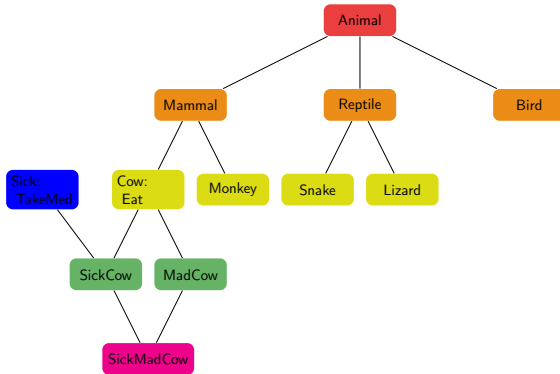 Animal
Mammal
Reptile
Bird
Sick:
TakeMed
Cow:
Eat
Monkey
Snake
Lizard
SickCow
MadCow
SickMadCow